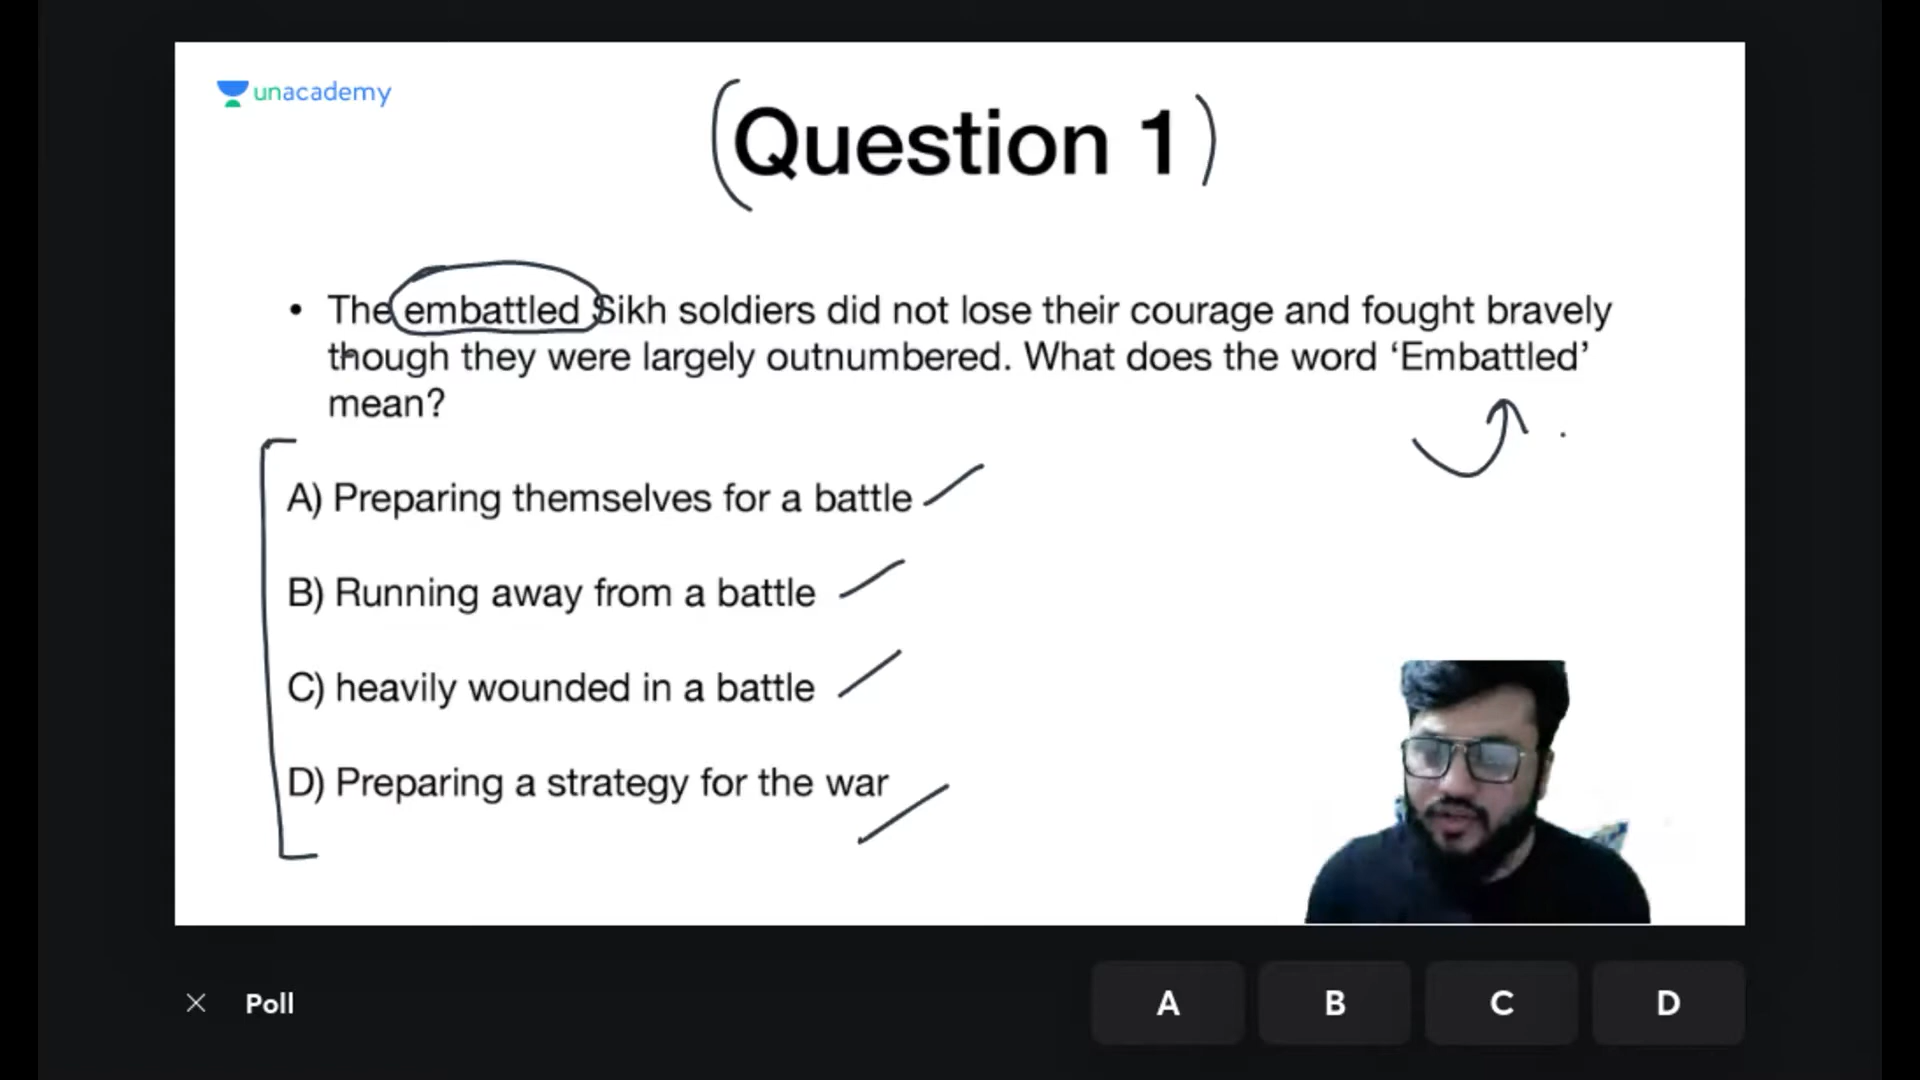 unacademy
(Question 1)
• The embattled Sikh soldiers did not lose their courage and fought bravely
though they were largely outnumbered. What does the word ‘Embattled’
mean?
A) Preparing themselves for a battle
B) Running away from a battle
C) heavily wounded in a battle
D) Preparing a strategy for the war
Poll A B C D